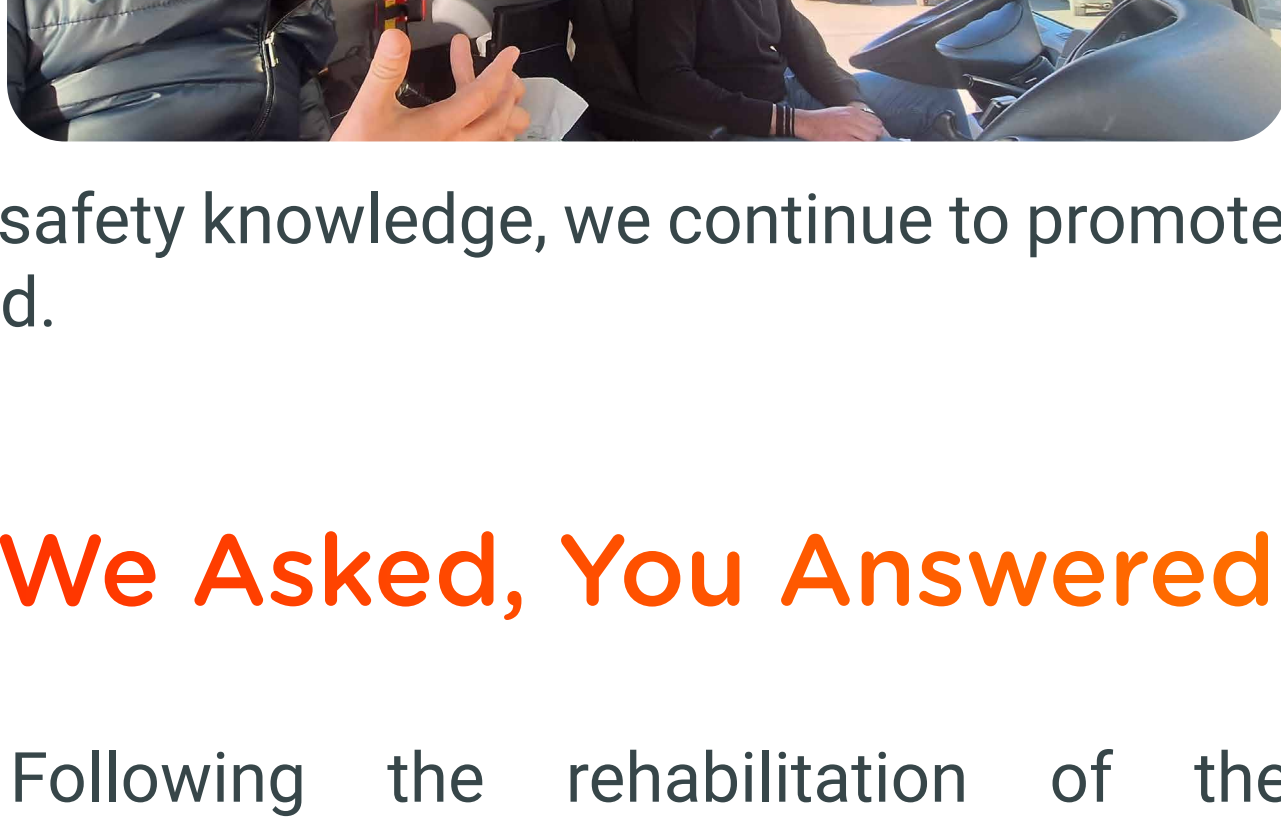 safety knowledge, we continue to promote
d.
We Asked, You Answered
Following the rehabilitation of the